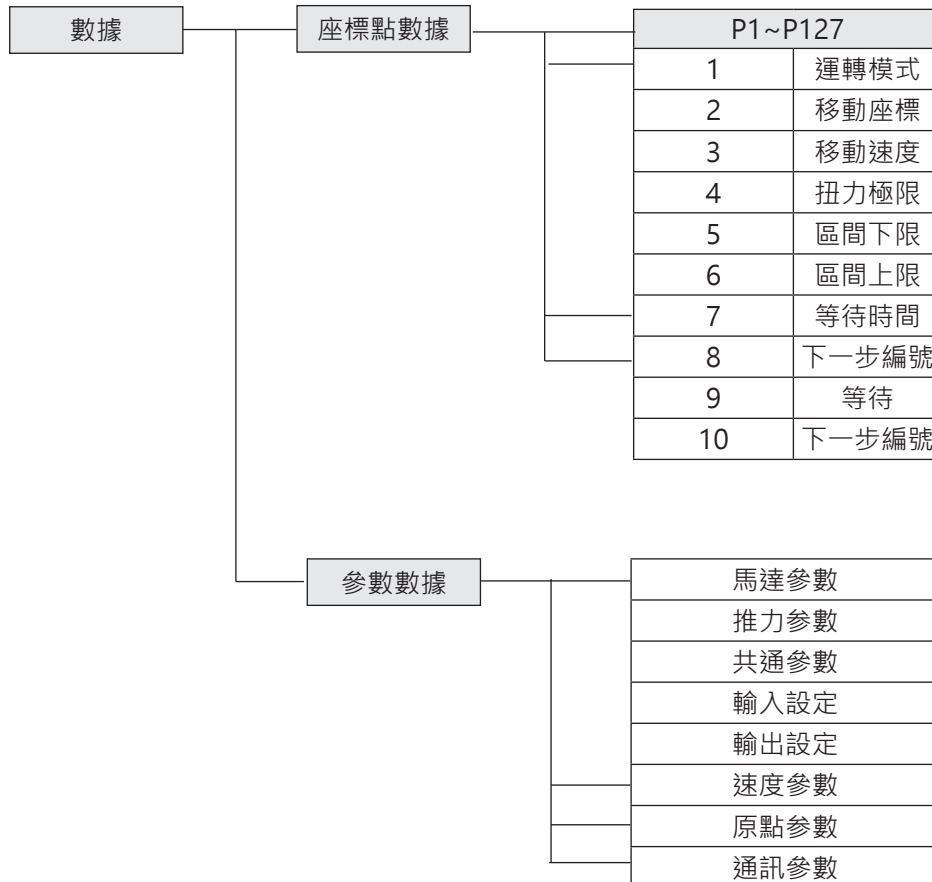 數據
座標點數據
P1~P127
1 運轉模式
2 移動座標
3 移動速度
4 扭力極限
5 區間下限
6 區間上限
7 等待時間
8 下一步編號
9 等待
10 下一步編號
參數數據
馬達參數
推力參數
共通參數
輸入設定
輸出設定
速度參數
原點參數
通訊參數